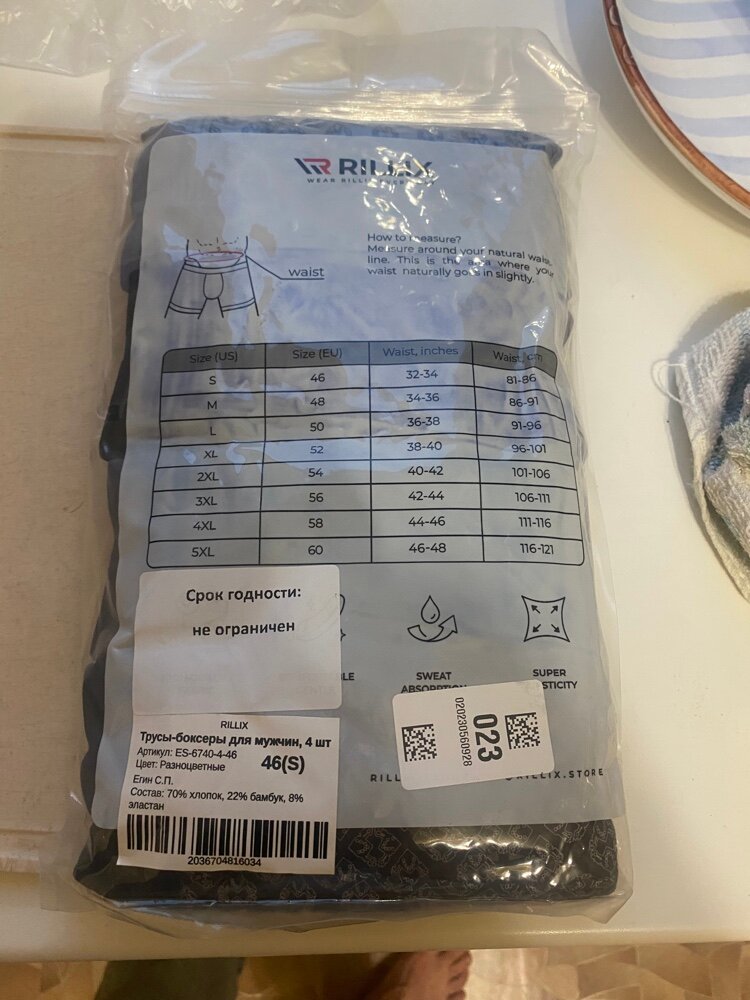 RILLIX
WEAR
How to measure?
Measure around your natural waist
line. This is the area where your
waist naturally goes in slightly.
waist
Size (US) Size (EU) Waist, inches Waist, cm
S 46 32-34 81-86
M 48 34-36 86-91
L 50 36-38 91-96
XL 52 38-40 96-101
2XL 54 40-42 101-106
3XL 56 42-44 106-111
4XL 58 44-46 111-116
5XL 60 46-48 116-121
Срок годности:
не ограничен
SWEAT
ABSORPTION
SUPER
RILLIX
Трусы-боксеры для мужчин, 4 шт
Артикул: ES-6740-4-46
Цвет: Разноцветные
46(S)
Егин С.П.
Состав: 70% хлопок, 22% бамбук, 8%
эластан
2036704816034
020230560928
023
RILLIX.STORE